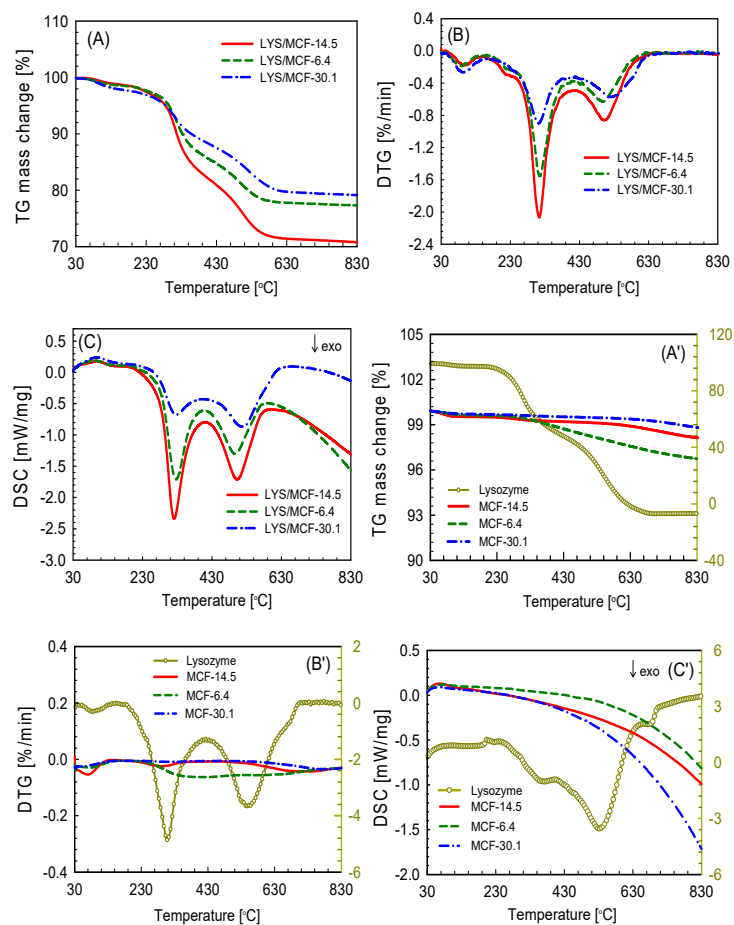 (A)
LYS/MCF-14.5
LYS/MCF-6.4
LYS/MCF-30.1
TG mass change [%]
110
100
90
80
70
30 230 430 630 830
Temperature [°C]
(B)
DTG [%/min]
0.4
0.0
-0.4
-0.8
-1.2
-1.6
-2.0
-2.4
LYS/MCF-14.5
LYS/MCF-6.4
LYS/MCF-30.1
30 230 430 630 830
Temperature [°C]
(C)
↓ exo
DSC [mW/mg]
0.5
0.0
-0.5
-1.0
-1.5
-2.0
-2.5
-3.0
LYS/MCF-14.5
LYS/MCF-6.4
LYS/MCF-30.1
30 230 430 630 830
Temperature [°C]
(A')
TG mass change [%]
105
102
99
96
93
90
120
80
40
0
-40
Lysozyme
MCF-14.5
MCF-6.4
MCF-30.1
30 230 430 630 830
Temperature [°C]
(B')
Lysozyme
MCF-14.5
MCF-6.4
MCF-30.1
DTG [%/min]
0.4
0.2
0.0
-0.2
-0.4
2
0
-2
-4
-6
30 230 430 630 830
Temperature [°C]
(C')
↓ exo
DSC [mW/mg]
0.5
0.0
-0.5
-1.0
-1.5
-2.0
6
3
0
-3
-6
Lysozyme
MCF-14.5
MCF-6.4
MCF-30.1
30 230 430 630 830
Temperature [°C]